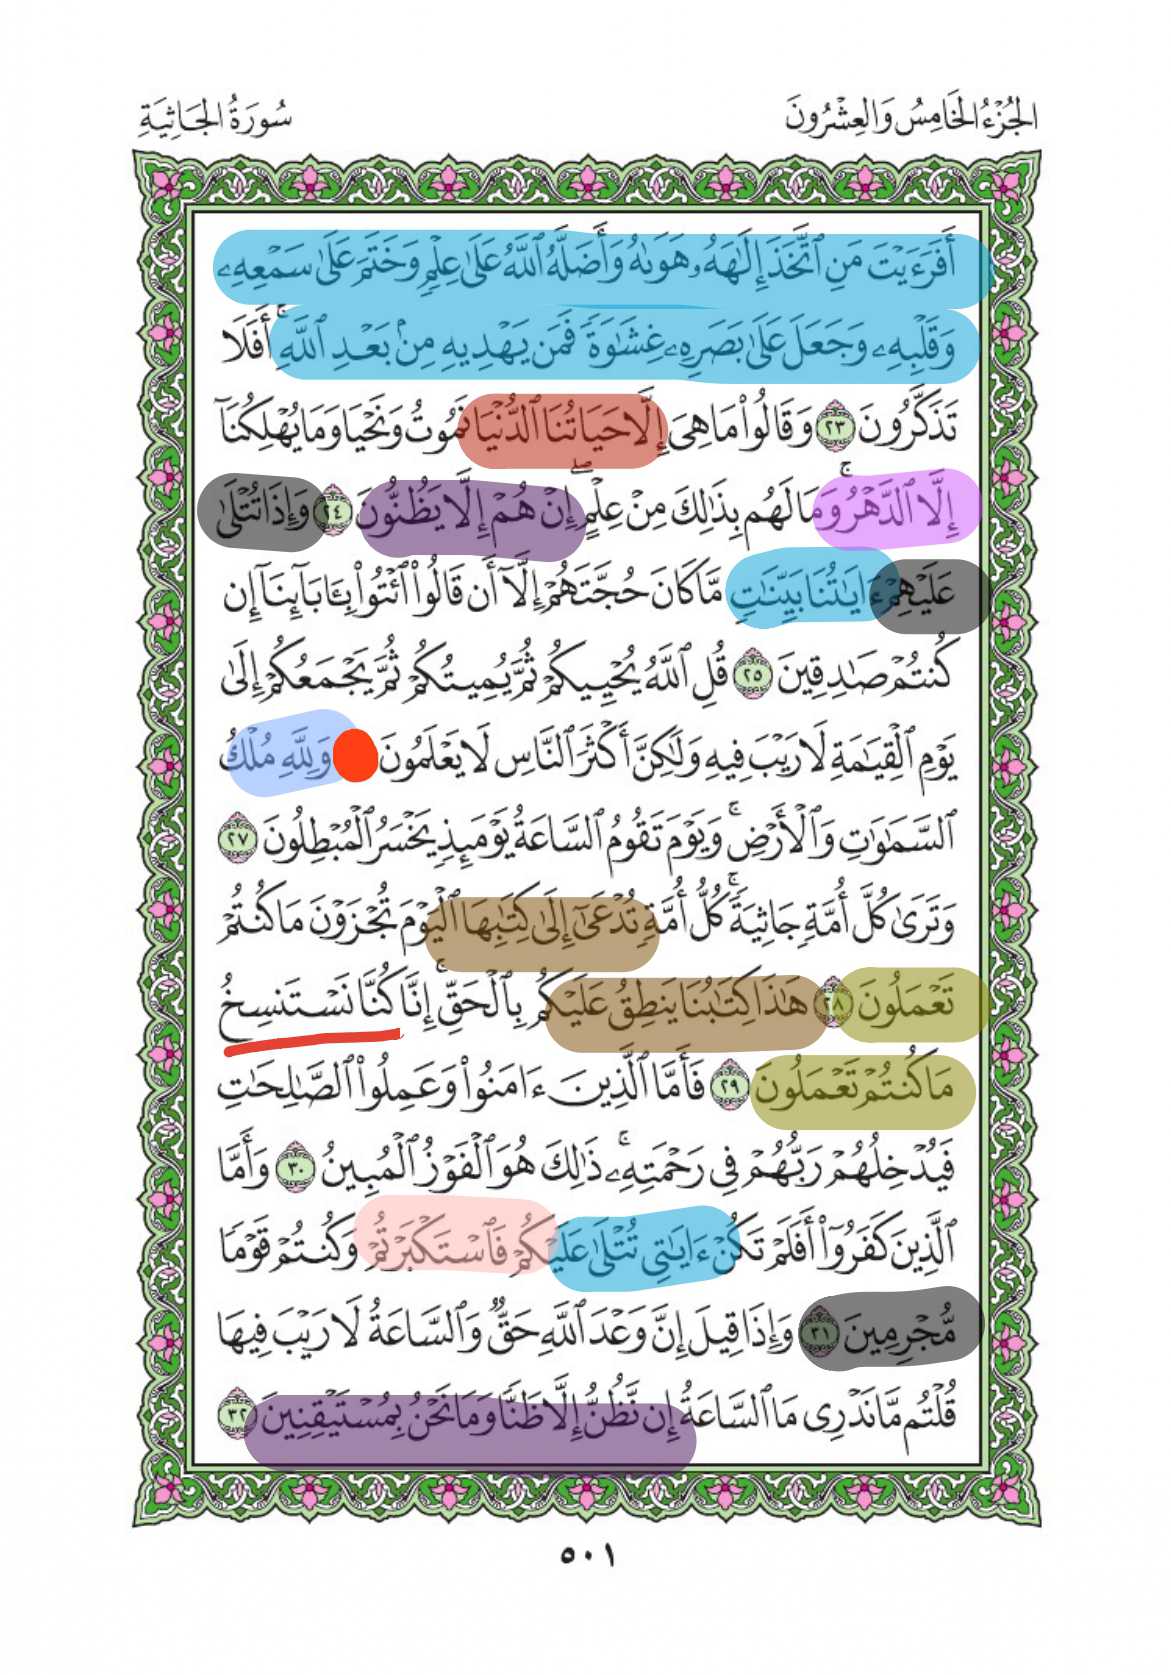 الجُزْءُ الخَامِسُ وَالعِشْرُونَ
سُورَةُ الجَاثِيَةِ
أَفَرَءَيْتَ مَنِ ٱتَّخَذَ إِلَٰهَهُۥ هَوَىٰهُ وَأَضَلَّهُ ٱللَّهُ عَلَىٰ عِلْمٍ وَخَتَمَ عَلَىٰ سَمْعِهِۦ
وَقَلْبِهِۦ وَجَعَلَ عَلَىٰ بَصَرِهِۦ غِشَٰوَةً فَمَن يَهْدِيهِ مِنۢ بَعْدِ ٱللَّهِ ۚ أَفَلَا
تَذَكَّرُونَ ٢٣ وَقَالُوا۟ مَا هِىَ إِلَّا حَيَاتُنَا ٱلدُّنْيَا نَمُوتُ وَنَحْيَا وَمَا يُهْلِكُنَآ
إِلَّا ٱلدَّهْرُ ۚ وَمَا لَهُم بِذَٰلِكَ مِنْ عِلْمٍ ۖ إِنْ هُمْ إِلَّا يَظُنُّونَ ٢٤ وَإِذَا تُتْلَىٰ
عَلَيْهِمْ ءَايَٰتُنَا بَيِّنَٰتٍ مَّا كَانَ حُجَّتَهُمْ إِلَّآ أَن قَالُوا۟ ٱئْتُوا۟ بِـَٔابَآئِنَآ إِن
كُنتُمْ صَٰدِقِينَ ٢٥ قُلِ ٱللَّهُ يُحْيِيكُمْ ثُمَّ يُمِيتُكُمْ ثُمَّ يَجْمَعُكُمْ إِلَىٰ
يَوْمِ ٱلْقِيَٰمَةِ لَا رَيْبَ فِيهِ وَلَٰكِنَّ أَكْثَرَ ٱلنَّاسِ لَا يَعْلَمُونَ وَلِلَّهِ مُلْكُ
ٱلسَّمَٰوَٰتِ وَٱلْأَرْضِ ۚ وَيَوْمَ تَقُومُ ٱلسَّاعَةُ يَوْمَئِذٍ يَخْسَرُ ٱلْمُبْطِلُونَ ٢٧
وَتَرَىٰ كُلَّ أُمَّةٍ جَاثِيَةً ۚ كُلُّ أُمَّةٍ تُدْعَىٰٓ إِلَىٰ كِتَٰبِهَا ٱلْيَوْمَ تُجْزَوْنَ مَا كُنتُمْ
تَعْمَلُونَ ٢٨ هَٰذَا كِتَٰبُنَا يَنطِقُ عَلَيْكُم بِٱلْحَقِّ ۚ إِنَّا كُنَّا نَسْتَنسِخُ
مَا كُنتُمْ تَعْمَلُونَ ٢٩ فَأَمَّا ٱلَّذِينَ ءَامَنُوا۟ وَعَمِلُوا۟ ٱلصَّٰلِحَٰتِ
فَيُدْخِلُهُمْ رَبُّهُمْ فِى رَحْمَتِهِۦ ۚ ذَٰلِكَ هُوَ ٱلْفَوْزُ ٱلْمُبِينُ ٣٠ وَأَمَّا
ٱلَّذِينَ كَفَرُوٓا۟ أَفَلَمْ تَكُنْ ءَايَٰتِى تُتْلَىٰ عَلَيْكُمْ فَٱسْتَكْبَرْتُمْ وَكُنتُمْ قَوْمًا
مُّجْرِمِينَ ٣١ وَإِذَا قِيلَ إِنَّ وَعْدَ ٱللَّهِ حَقٌّ وَٱلسَّاعَةُ لَا رَيْبَ فِيهَا
قُلْتُم مَّا نَدْرِى مَا ٱلسَّاعَةُ إِن نَّظُنُّ إِلَّا ظَنًّا وَمَا نَحْنُ بِمُسْتَيْقِنِينَ ٣٢
٥٠١